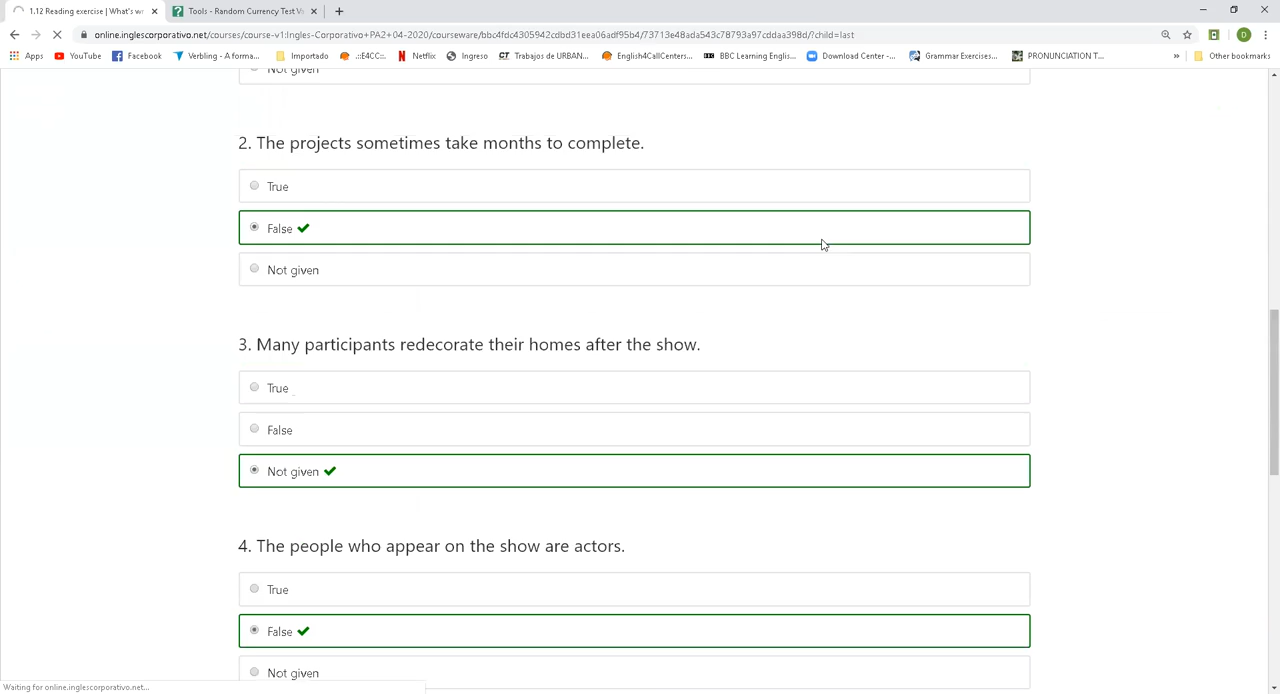 1.12 Reading exercise | What's wr
Tools - Random Currency Test V
online.inglescorporativo.net/courses/course-v1:Ingles-Corporativo+PA2+04-2020/courseware/bbc4fdc4305942cdbd31eea06adf95b4/73713e48ada543c78793a97cddaa398d/?child=last
D
Apps YouTube Facebook Verbling - A forma... Importado .::E4CC::. Netflix Ingreso Trabajos de URBAN... English4CallCenters... BBC Learning Englis... Download Center -... Grammar Exercises... PRONUNCIATION T... » Other bookmarks
Not given
2. The projects sometimes take months to complete.
True
False
Not given
3. Many participants redecorate their homes after the show.
True
False
Not given
4. The people who appear on the show are actors.
True
False
Not given
Waiting for online.inglescorporativo.net...